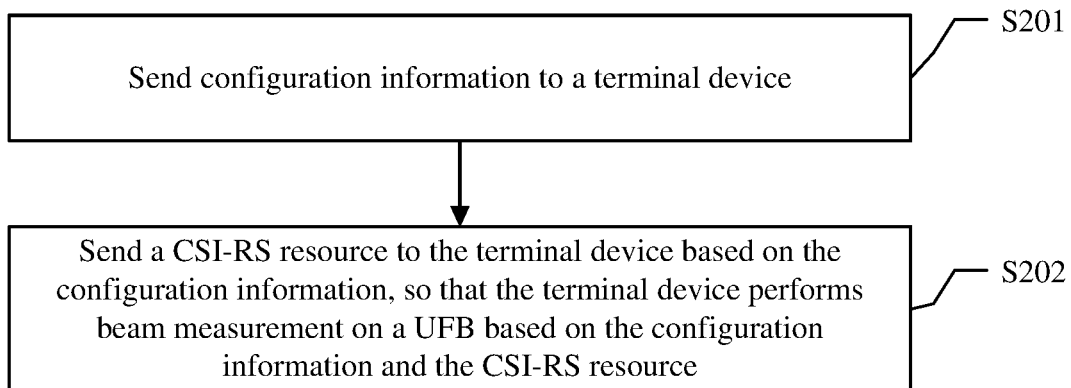 S201
Send configuration information to a terminal device
Send a CSI-RS resource to the terminal device based on the
configuration information, so that the terminal device performs
beam measurement on a UFB based on the configuration
information and the CSI-RS resource
S202